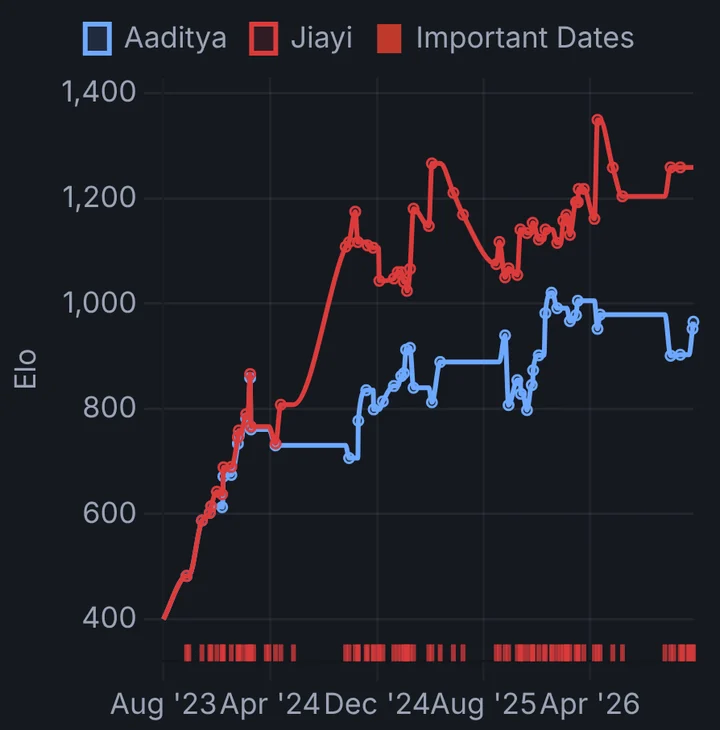 Aaditya Jiayi Important Dates
1,400
1,200
1,000
800
600
400
Elo
Aug '23 Apr '24 Dec '24 Aug '25 Apr '26